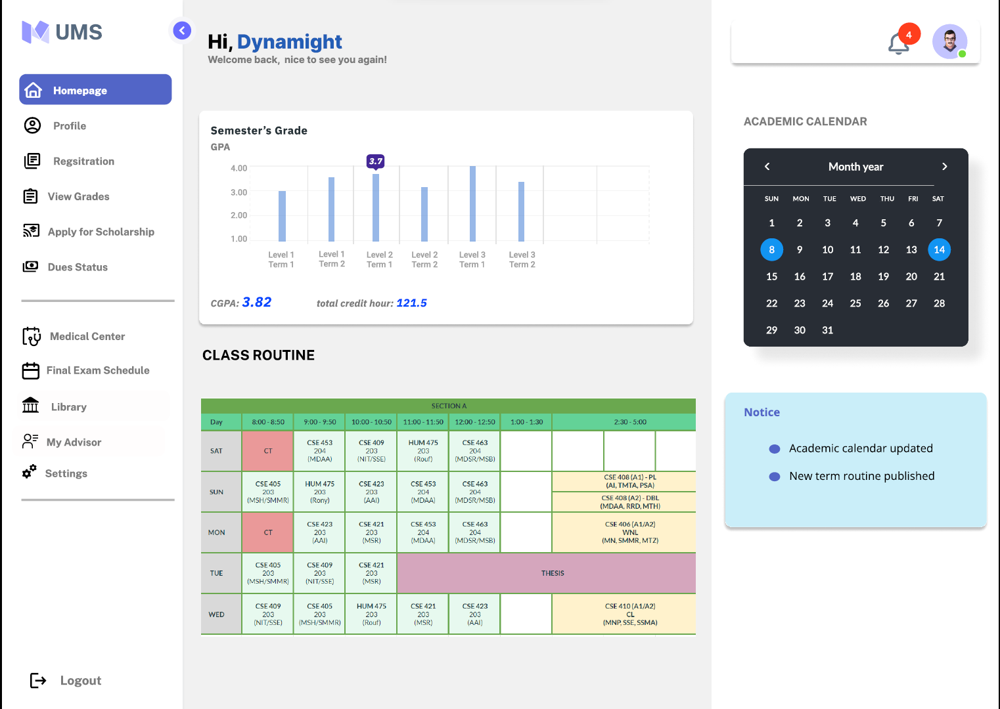 UMS
Homepage
Profile
Regsitration
View Grades
Apply for Scholarship
Dues Status
Medical Center
Final Exam Schedule
Library
My Advisor
Settings
Logout
Hi, Dynamight
Welcome back, nice to see you again!
Semester's Grade
GPA
3.7
4.00
3.00
2.00
1.00
Level 1 Term 1
Level 1 Term 2
Level 2 Term 1
Level 2 Term 2
Level 3 Term 1
Level 3 Term 2
CGPA: 3.82 total credit hour: 121.5
CLASS ROUTINE
SECTION A
Day 8:00 - 8:50 9:00 - 9:50 10:00 - 10:50 11:00 - 11:50 12:00 - 12:50 1:00 - 1:30 2:30 - 5:00
SAT
CT
CSE 453
204
(MDAA)
CSE 409
203
(NIT/SSE)
HUM 475
203
(Rouf)
CSE 463
204
(MDSR/MSB)
SUN
CSE 405
203
(MSH/SMMR)
HUM 475
203
(Rony)
CSE 423
203
(AAI)
CSE 453
204
(MDAA)
CSE 463
204
(MDSR/MSB)
CSE 408 (A1) - PL
(AI, TMTA, PSA)
CSE 408 (A2) - DBL
(MDAA, RRD, MTH)
MON
CT
CSE 423
203
(AAI)
CSE 421
203
(MSR)
CSE 453
204
(MDAA)
CSE 463
204
(MDSR/MSB)
CSE 406 (A1/A2)
WNL
(MN, SMMR, MTZ)
TUE
CSE 405
203
(MSH/SMMR)
CSE 409
203
(NIT/SSE)
CSE 421
203
(MSR)
THESIS
WED
CSE 409
203
(NIT/SSE)
CSE 405
203
(MSH/SMMR)
HUM 475
203
(Rouf)
CSE 421
203
(MSR)
CSE 423
203
(AAI)
CSE 410 (A1/A2)
CL
(MNP, SSE, SSMA)
4
ACADEMIC CALENDAR
Month year
SUN MON TUE WED THU FRI SAT
1 2 3 4 5 6 7
8 9 10 11 12 13 14
15 16 17 18 19 20 21
22 23 24 25 26 27 28
29 30 31
Notice
Academic calendar updated
New term routine published